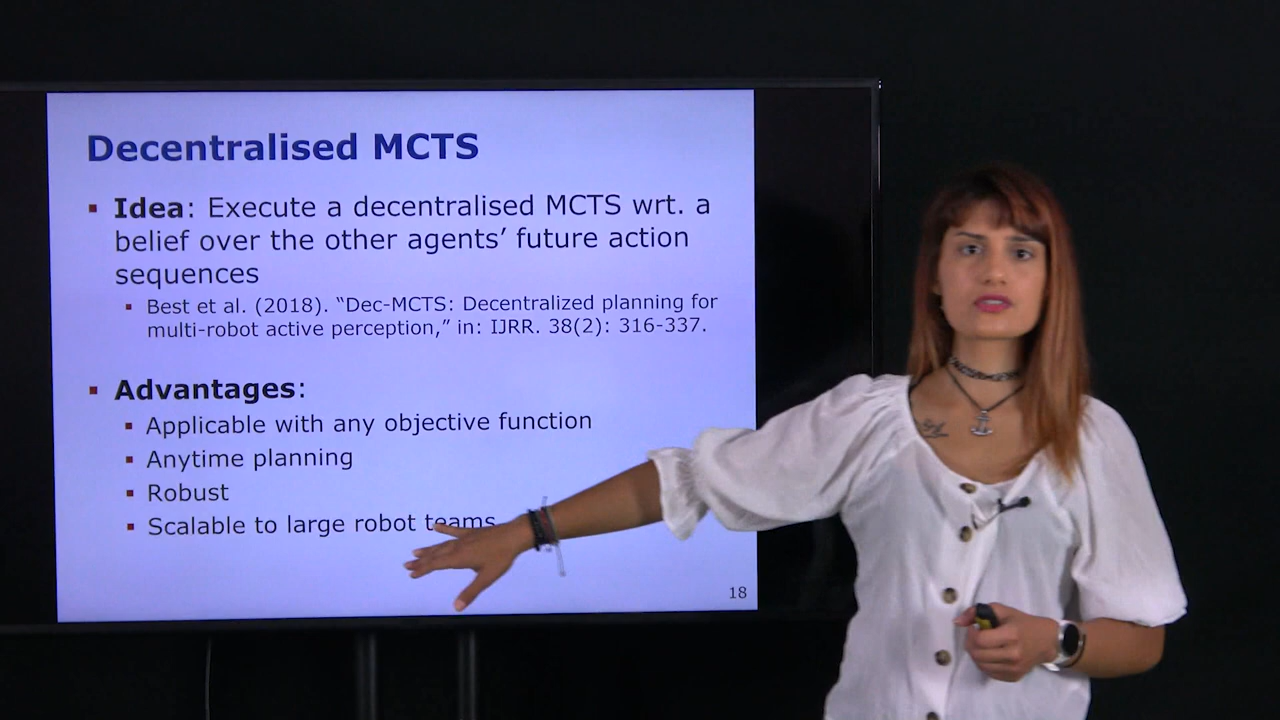 Decentralised MCTS
▪ Idea: Execute a decentralised MCTS wrt. a
belief over the other agents’ future action
sequences
▪ Best et al. (2018). “Dec-MCTS: Decentralized planning for
multi-robot active perception,” in: IJRR. 38(2): 316-337.
▪ Advantages:
▪ Applicable with any objective function
▪ Anytime planning
▪ Robust
▪ Scalable to large robot teams
18